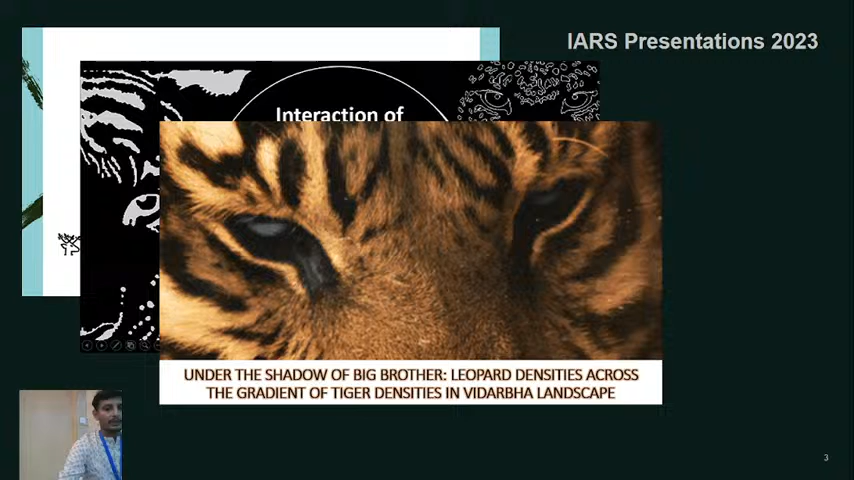 IARS Presentations 2023
Interaction of
UNDER THE SHADOW OF BIG BROTHER: LEOPARD DENSITIES ACROSS
THE GRADIENT OF TIGER DENSITIES IN VIDARBHA LANDSCAPE
3